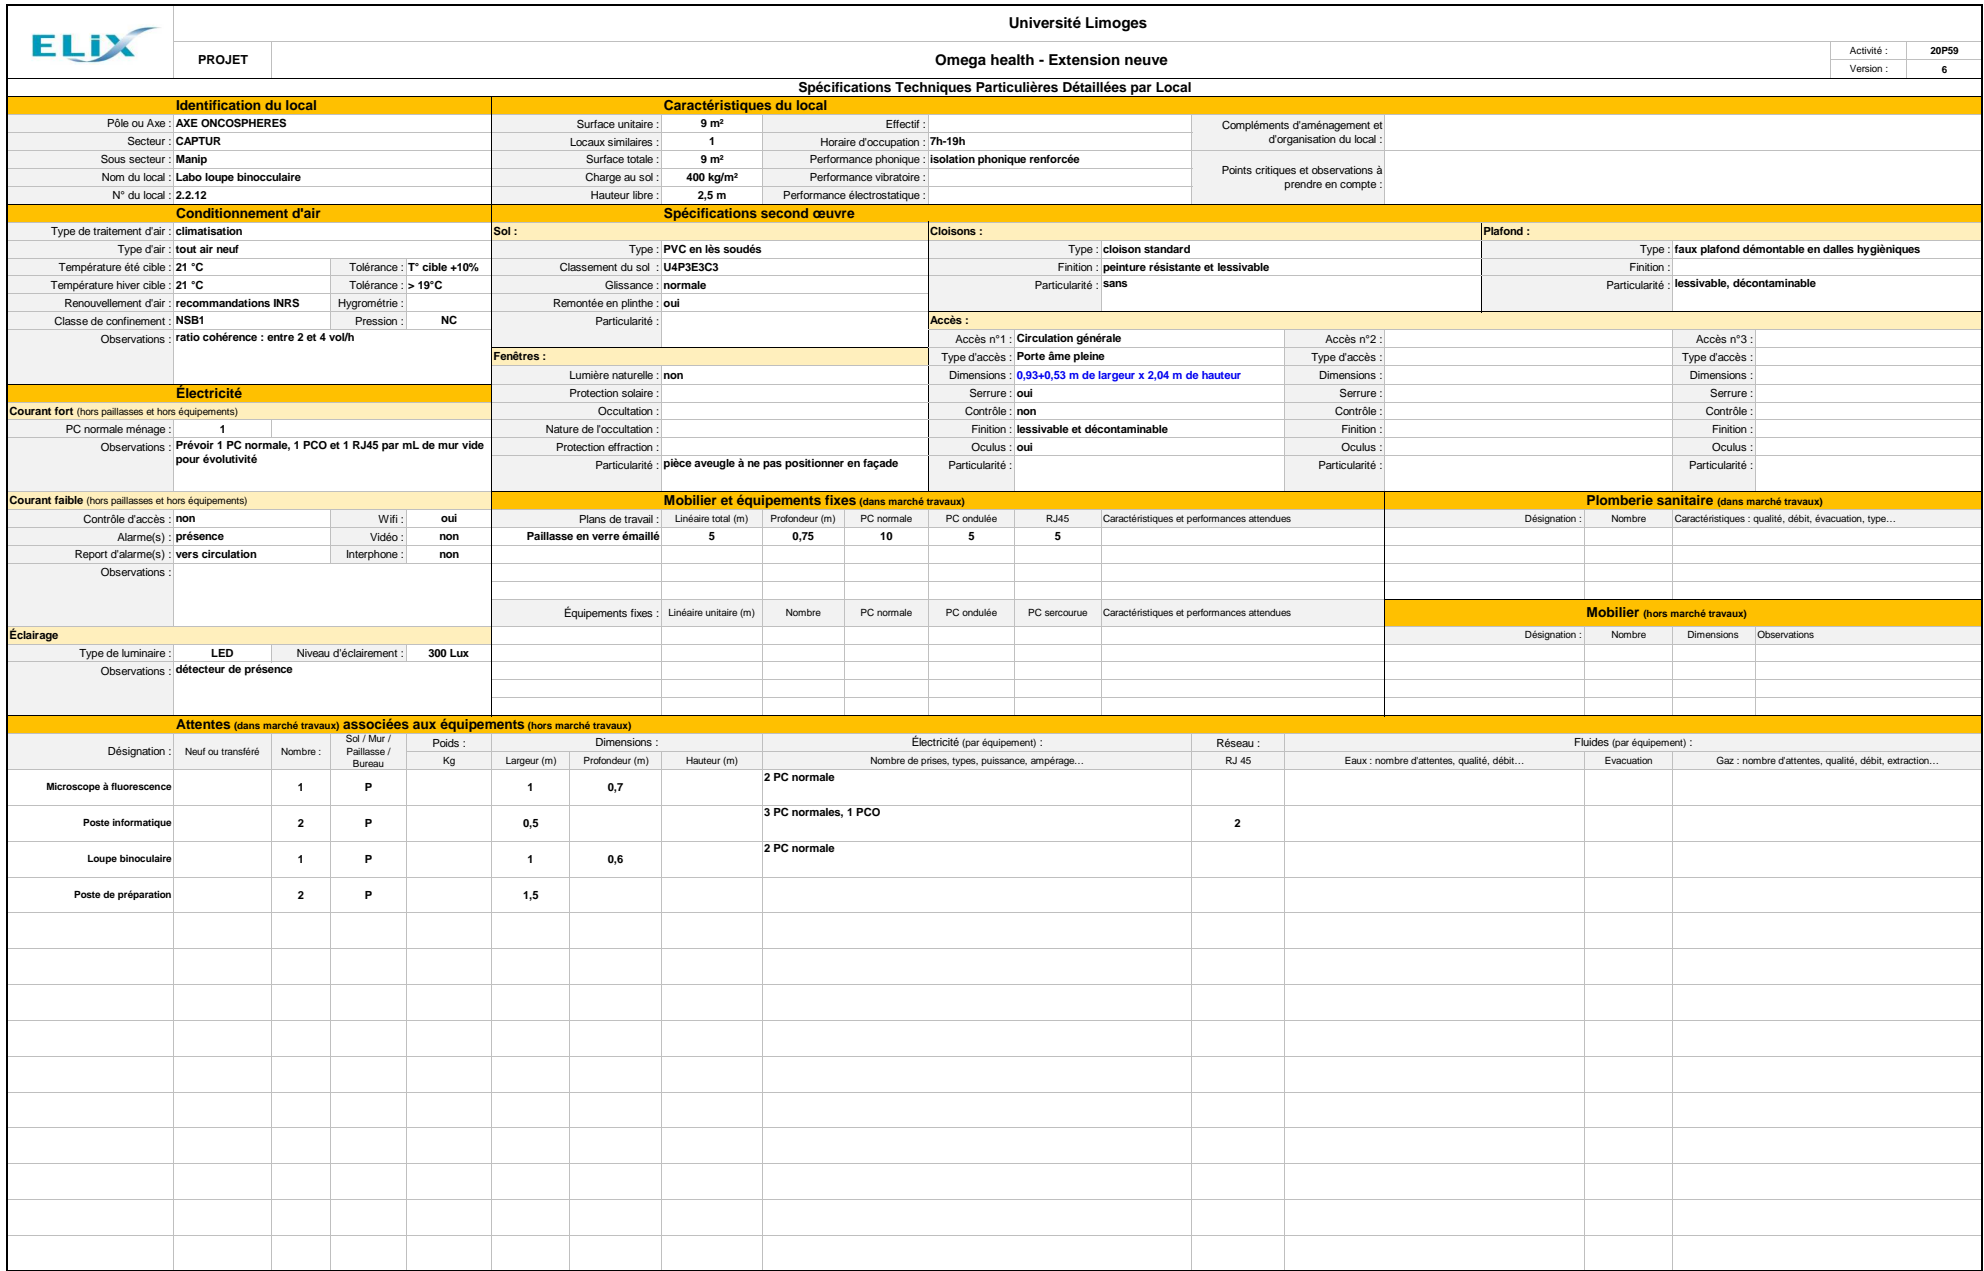 ELiX
Université Limoges
PROJET
Omega health - Extension neuve
Activité : 20P59
Version : 6
Spécifications Techniques Particulières Détaillées par Local
Identification du local
Pôle ou Axe : AXE ONCOSPHERES
Secteur : CAPTUR
Sous secteur : Manip
Nom du local : Labo loupe binocculaire
N° du local : 2.2.12
Caractéristiques du local
Surface unitaire : 9 m² Effectif :
Locaux similaires : 1 Horaire d'occupation : 7h-19h
Surface totale : 9 m² Performance phonique : isolation phonique renforcée
Charge au sol : 400 kg/m² Performance vibratoire :
Hauteur libre : 2,5 m Performance électrostatique :
Compléments d'aménagement et
d'organisation du local :
Points critiques et observations à
prendre en compte :
Conditionnement d'air
Type de traitement d'air : climatisation
Type d'air : tout air neuf
Température été cible : 21 °C Tolérance : T° cible +10%
Température hiver cible : 21 °C Tolérance : > 19°C
Renouvellement d'air : recommandations INRS Hygrométrie :
Classe de confinement : NSB1 Pression : NC
Observations : ratio cohérence : entre 2 et 4 vol/h
Spécifications second œuvre
Sol :
Type : PVC en lès soudés
Classement du sol : U4P3E3C3
Glissance : normale
Remontée en plinthe : oui
Particularité :
Cloisons :
Type : cloison standard
Finition : peinture résistante et lessivable
Particularité : sans
Plafond :
Type : faux plafond démontable en dalles hygièniques
Finition :
Particularité : lessivable, décontaminable
Fenêtres :
Lumière naturelle : non
Protection solaire :
Occultation :
Nature de l'occultation :
Protection effraction :
Particularité : pièce aveugle à ne pas positionner en façade
Accès :
Accès n°1 : Circulation générale Accès n°2 : Accès n°3 :
Type d'accès : Porte âme pleine Type d'accès : Type d'accès :
Dimensions : 0,93+0,53 m de largeur x 2,04 m de hauteur Dimensions : Dimensions :
Serrure : oui Serrure : Serrure :
Contrôle : non Contrôle : Contrôle :
Finition : lessivable et décontaminable Finition : Finition :
Oculus : oui Oculus : Oculus :
Particularité : Particularité : Particularité :
Électricité
Courant fort (hors paillasses et hors équipements)
PC normale ménage : 1
Observations : Prévoir 1 PC normale, 1 PCO et 1 RJ45 par mL de mur vide
pour évolutivité
Courant faible (hors paillasses et hors équipements)
Contrôle d'accès : non Wifi : oui
Alarme(s) : présence Vidéo : non
Report d'alarme(s) : vers circulation Interphone : non
Observations :
Éclairage
Type de luminaire : LED Niveau d'éclairement : 300 Lux
Observations : détecteur de présence
Mobilier et équipements fixes (dans marché travaux)
Plans de travail : Linéaire total (m) Profondeur (m) PC normale PC ondulée RJ45 Caractéristiques et performances attendues
Paillasse en verre émaillé 5 0,75 10 5 5
Équipements fixes : Linéaire unitaire (m) Nombre PC normale PC ondulée PC sercourue Caractéristiques et performances attendues
Plomberie sanitaire (dans marché travaux)
Désignation : Nombre Caractéristiques : qualité, débit, évacuation, type…
Mobilier (hors marché travaux)
Désignation : Nombre Dimensions Observations
Attentes (dans marché travaux) associées aux équipements (hors marché travaux)
Désignation : Neuf ou transféré Nombre : Sol / Mur /
Paillasse /
Bureau
Poids : Dimensions : Électricité (par équipement) : Réseau : Fluides (par équipement) :
Kg Largeur (m) Profondeur (m) Hauteur (m) Nombre de prises, types, puissance, ampérage… RJ 45 Eaux : nombre d'attentes, qualité, débit… Evacuation Gaz : nombre d'attentes, qualité, débit, extraction…
Microscope à fluorescence 1 P 1 0,7 2 PC normale
Poste informatique 2 P 0,5 3 PC normales, 1 PCO 2
Loupe binoculaire 1 P 1 0,6 2 PC normale
Poste de préparation 2 P 1,5